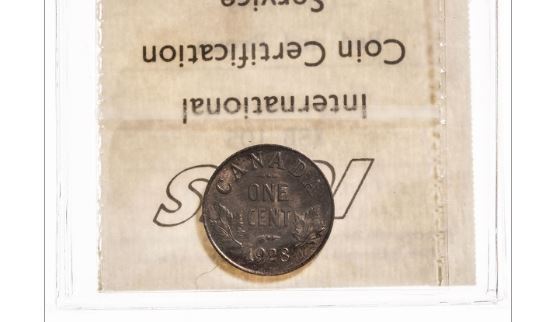 Service
Coin Certification
International
ICCS
CANADA
ONE
CENT
1928